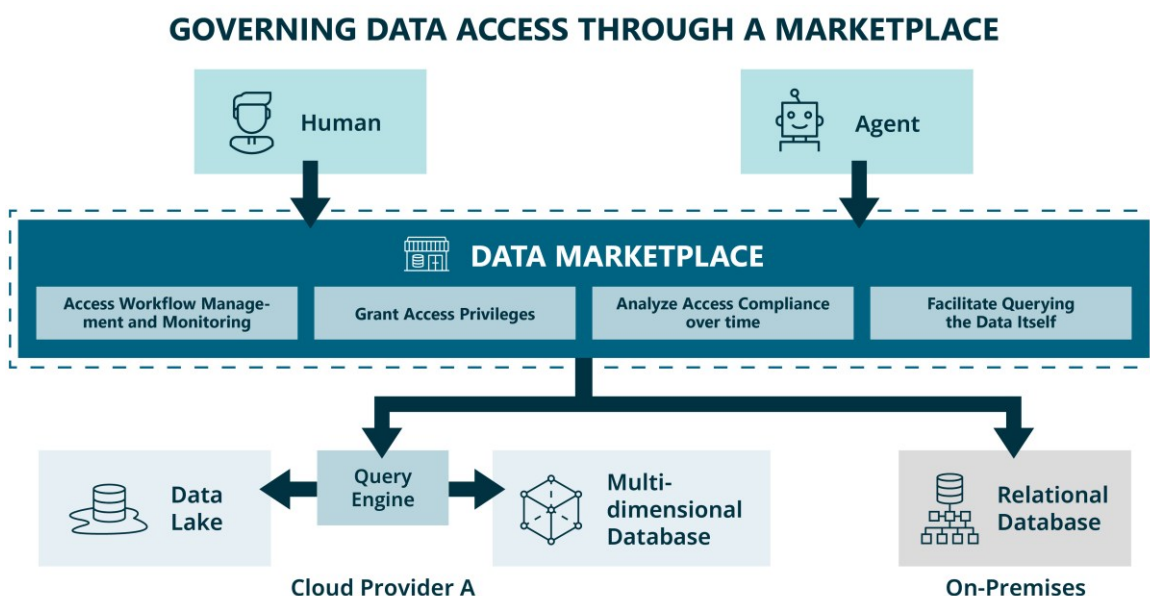 GOVERNING DATA ACCESS THROUGH A MARKETPLACE
Human
Agent
DATA MARKETPLACE
Access Workflow Manage-
ment and Monitoring
Grant Access Privileges
Analyze Access Compliance
over time
Facilitate Querying
the Data Itself
Data
Lake
Query
Engine
Multi-
dimensional
Database
Relational
Database
Cloud Provider A
On-Premises